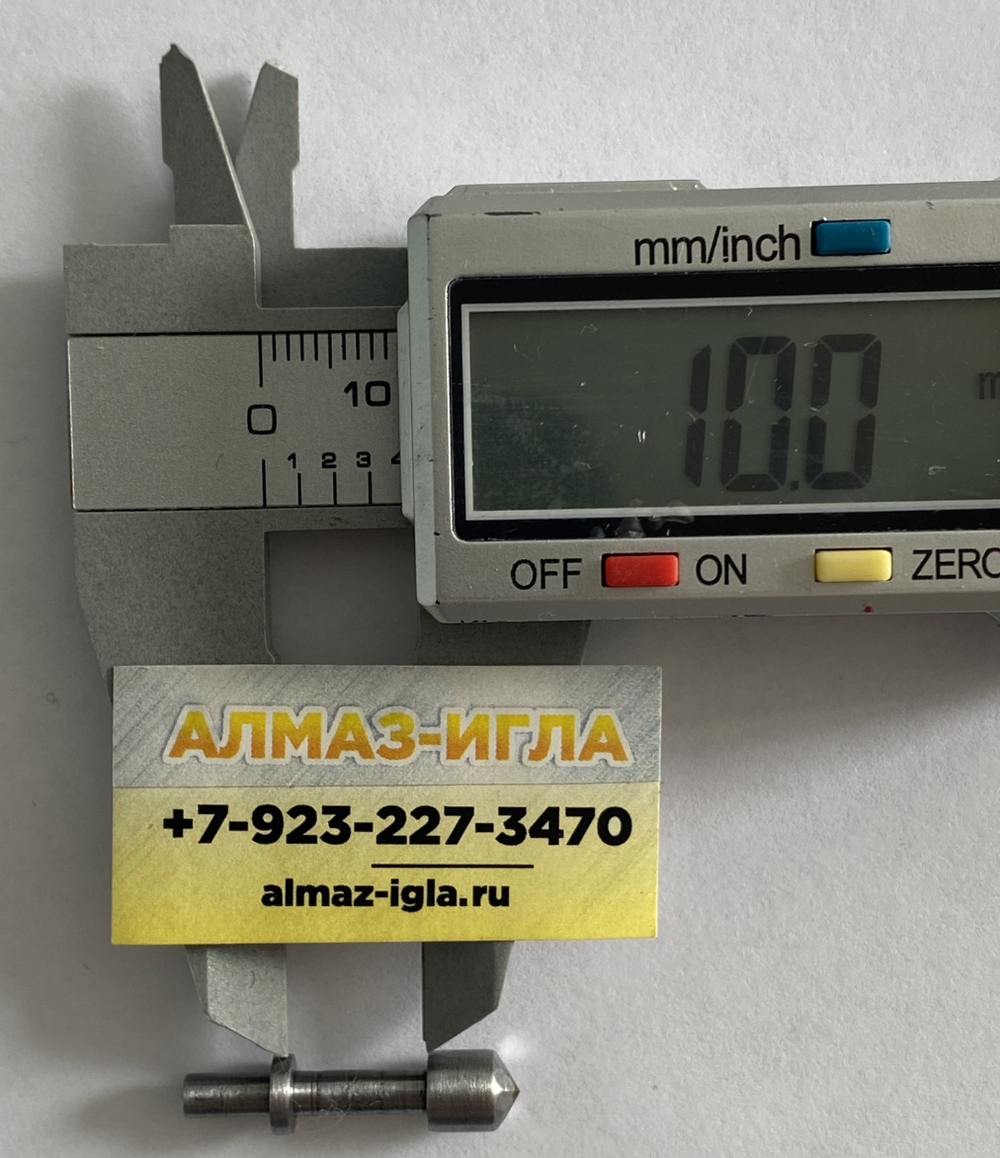 mm/inch
10.0
m
0
10
1 2 3 4
OFF ON ZERO
АЛМАЗ-ИГЛА
+7-923-227-3470
almaz-igla.ru